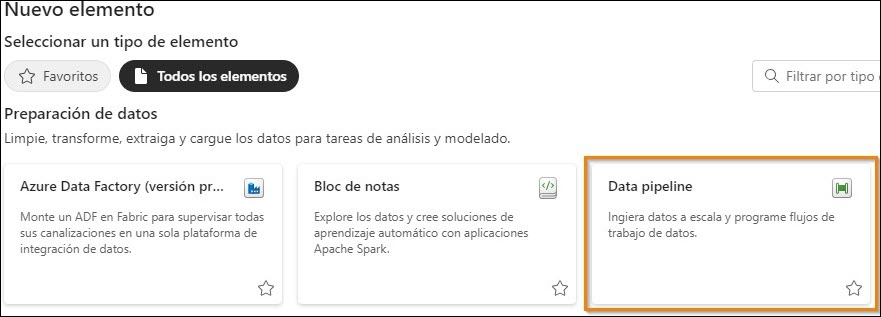 Nuevo elemento
Seleccionar un tipo de elemento
Favoritos
Todos los elementos
Filtrar por tipo
Preparación de datos
Limpie, transforme, extraiga y cargue los datos para tareas de análisis y modelado.
Azure Data Factory (versión pr...
Monte un ADF en Fabric para supervisar todas
sus canalizaciones en una sola plataforma de
integración de datos.
Bloc de notas
Explore los datos y cree soluciones de
aprendizaje automático con aplicaciones
Apache Spark.
Data pipeline
Ingiera datos a escala y programe flujos de
trabajo de datos.